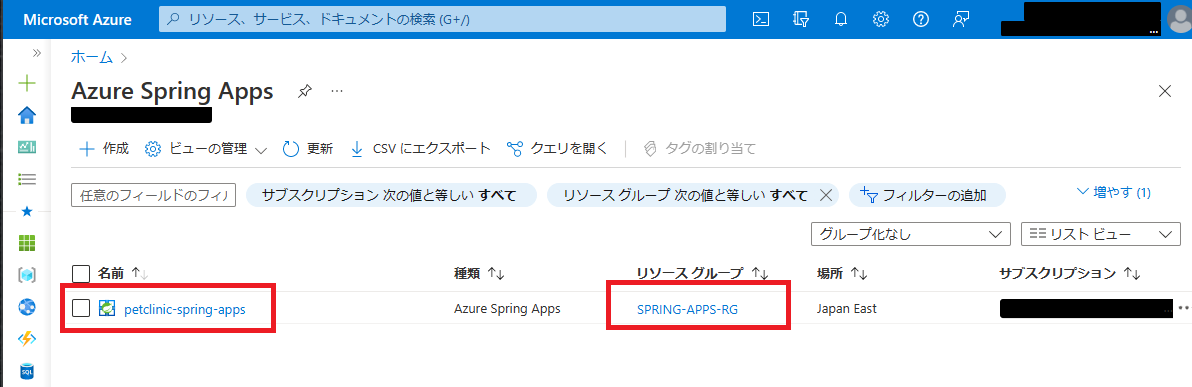 Microsoft Azure
リソース、サービス、ドキュメントの検索 (G+/)
...
ホーム
Azure Spring Apps
...
作成 ビューの管理 更新 CSV にエクスポート クエリを開く タグの割り当て
任意のフィールドのフィル サブスクリプション 次の値と等しい すべて リソース グループ 次の値と等しい すべて フィルターの追加 増やす (1)
グループ化なし リスト ビュー
名前 種類 リソース グループ 場所 サブスクリプション
petclinic-spring-apps Azure Spring Apps SPRING-APPS-RG Japan East
SQL